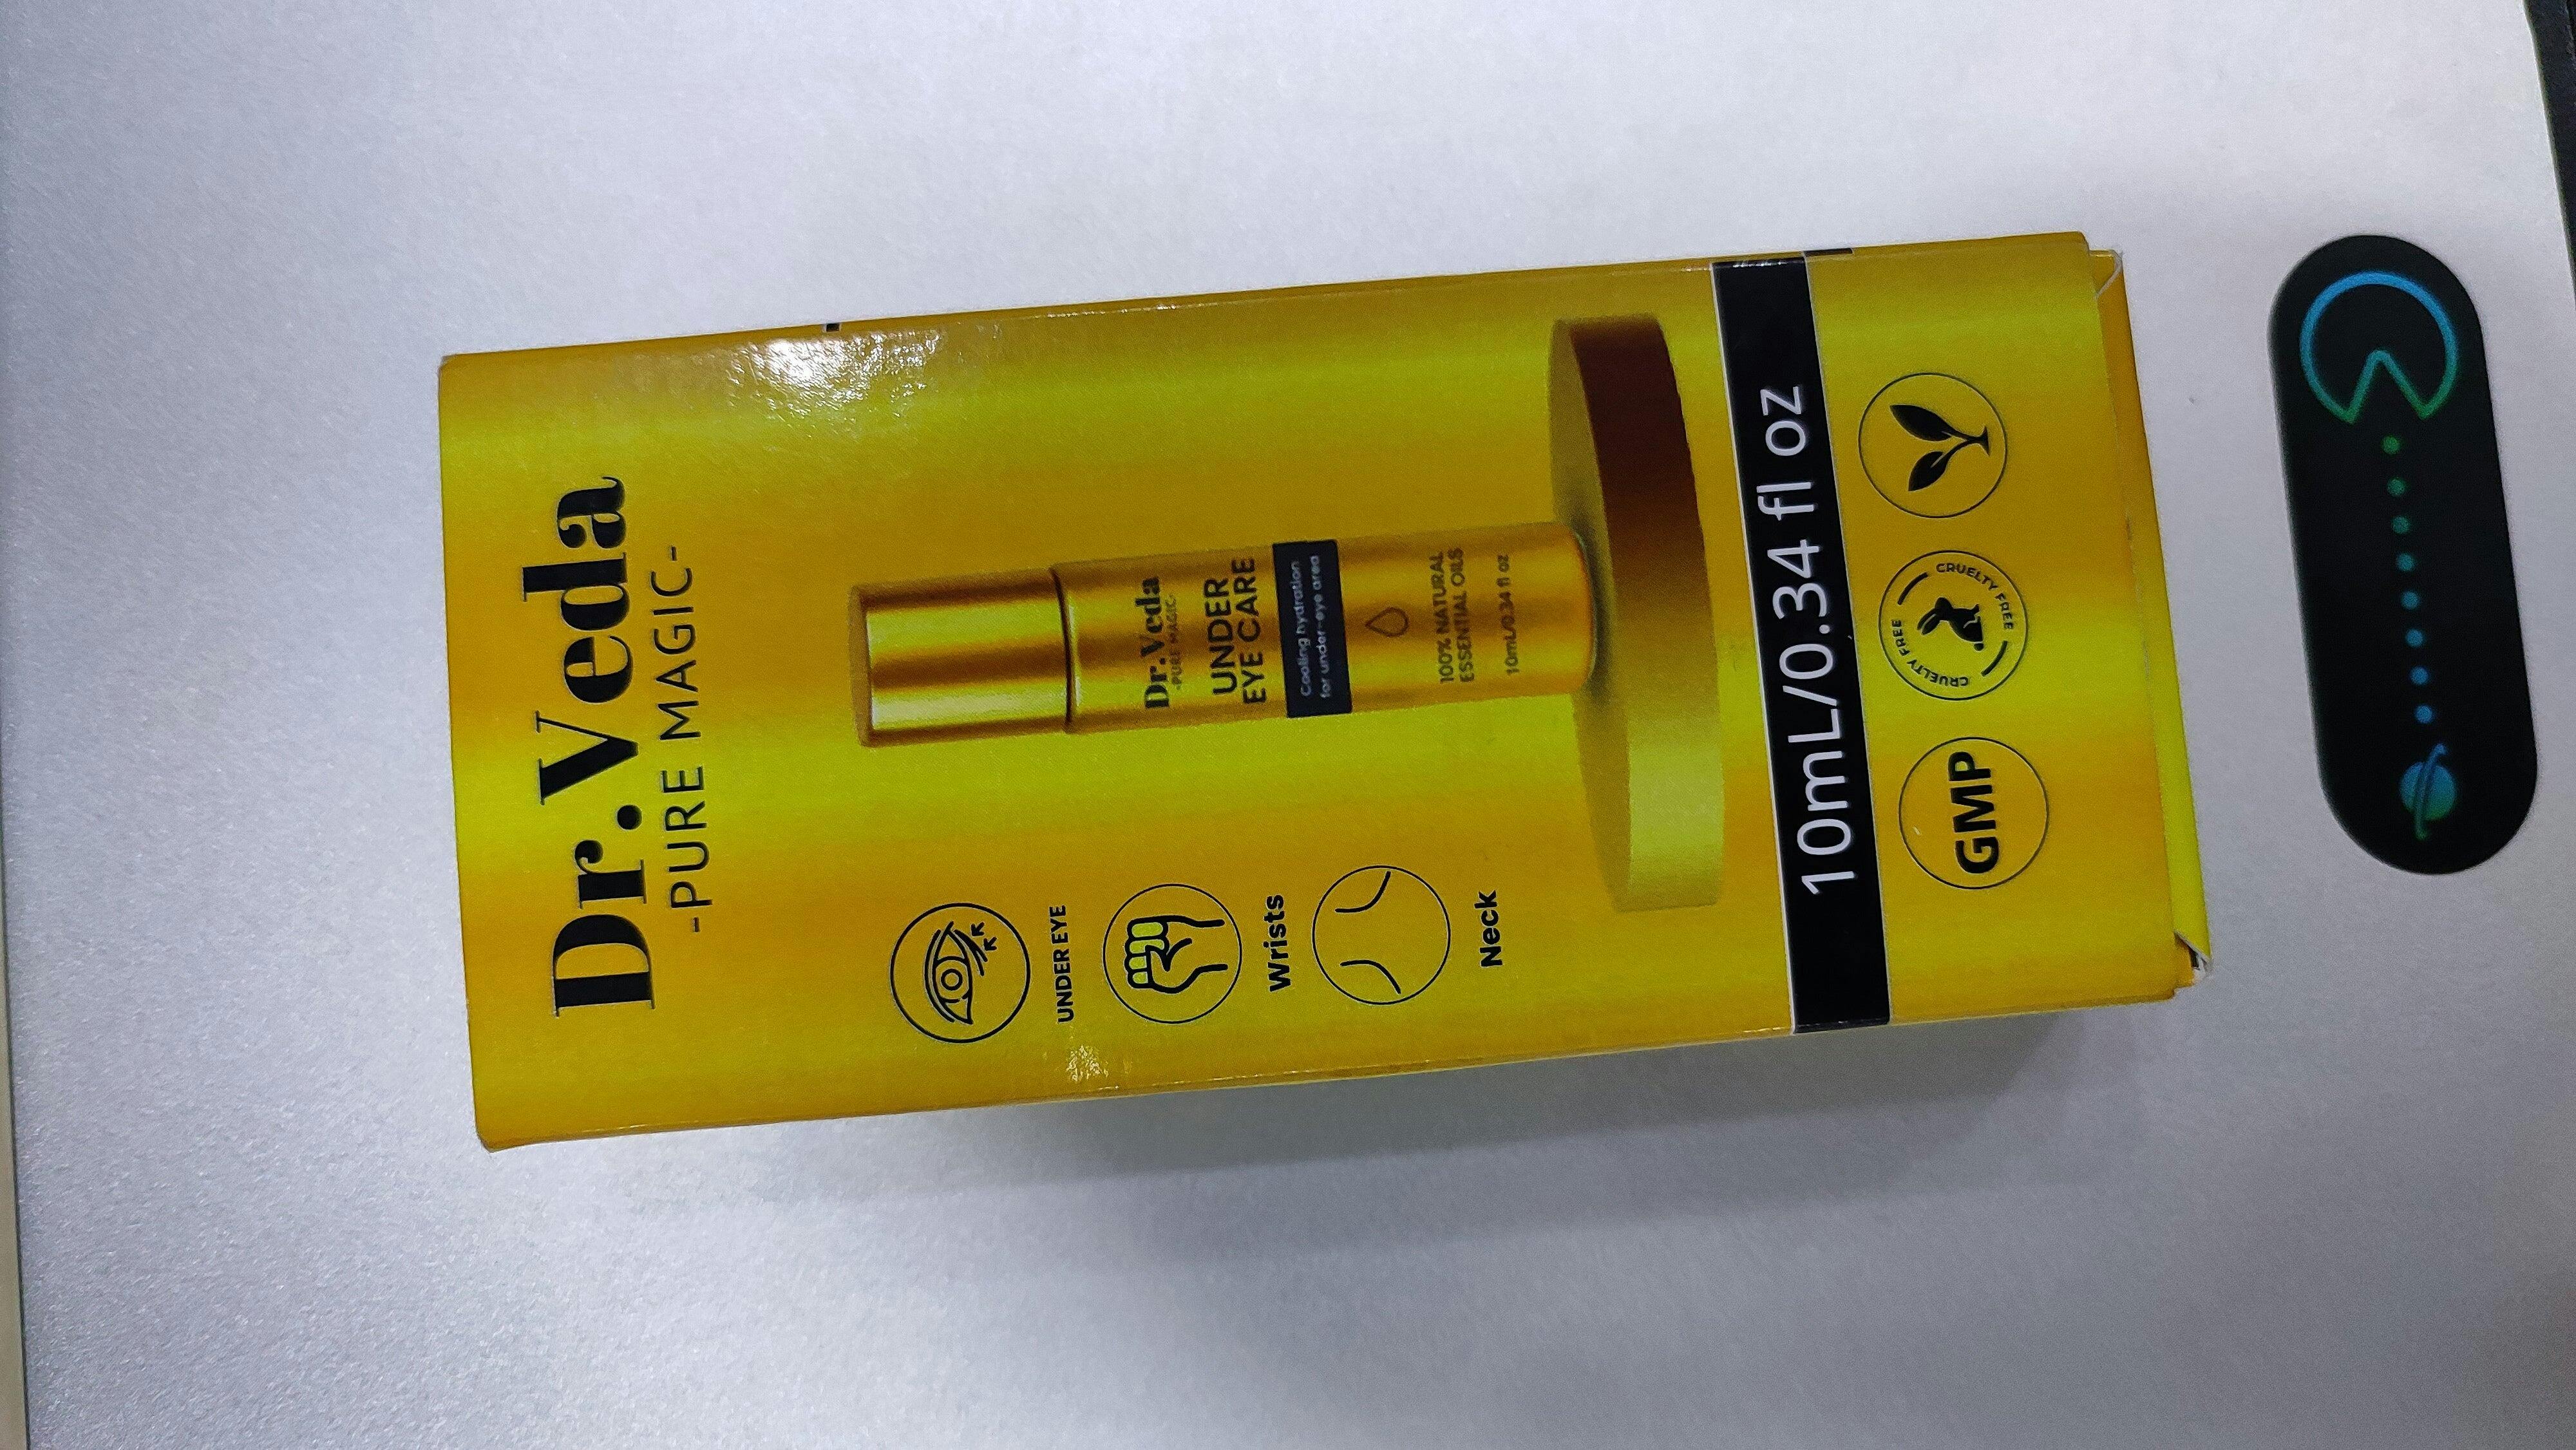 Dr.Veda
-PURE MAGIC-
UNDER EYE
Wrists
Neck
Dr.Veda
-PURE MAGIC-
UNDER
EYE CARE
Cooling hydration
for under-eye area
100% NATURAL
ESSENTIAL OILS
10mL/0.34 fl oz
10mL/0.34 fl oz
GMP
CRUELTY FREE
CRUELTY FREE
CRUELTY